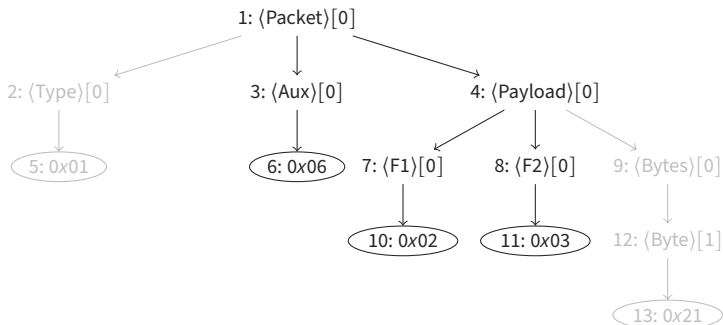 1: ⟨Packet⟩[0]
2: ⟨Type⟩[0] 3: ⟨Aux⟩[0] 4: ⟨Payload⟩[0]
5: 0x01 6: 0x06 7: ⟨F1⟩[0] 8: ⟨F2⟩[0] 9: ⟨Bytes⟩[0]
10: 0x02 11: 0x03 12: ⟨Byte⟩[1]
13: 0x21